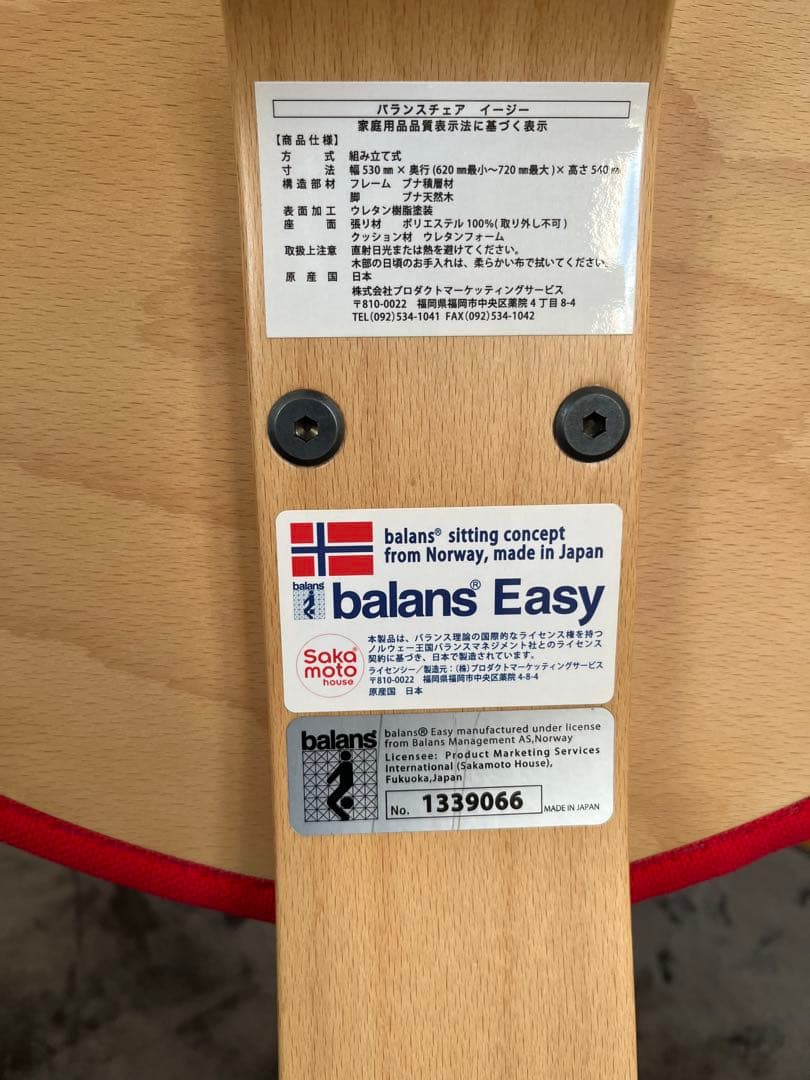 バランスチェア イージー
家庭用品品質表示法に基づく表示
【商品仕様】
方式 組み立て式
寸法 幅 530 ㎜ × 奥行 (620 ㎜最小〜720 ㎜最大 )× 高さ 540 ㎜
構造部材 フレーム ブナ積層材
脚 ブナ天然木
表面加工 ウレタン樹脂塗装
座面 張り材 ポリエステル 100%( 取り外し不可 )
クッション材 ウレタンフォーム
取扱上注意 直射日光または熱を避けてください。
木部の日頃のお手入れは、柔らかい布で拭いてください。
原産国 日本
株式会社プロダクトマーケッティングサービス
〒810-0022 福岡県福岡市中央区薬院 4 丁目 8-4
TEL(092)534-1041 FAX(092)534-1042
balans® sitting concept
from Norway, made in Japan
balans
balans® Easy
Saka
moto
house
本製品は、バランス理論の国際的なライセンス権を持つ
ノルウェー王国バランスマネジメント社とのライセンス
契約に基づき、日本で製造されています。
ライセンシー/製造元：(株)プロダクトマーケッティングサービス
〒810-0022 福岡県福岡市中央区薬院 4-8-4
原産国 日本
balans®
balans® Easy manufactured under license
from Balans Management AS,Norway
Licensee: Product Marketing Services
International (Sakamoto House),
Fukuoka,Japan
No. 1339066
MADE IN JAPAN